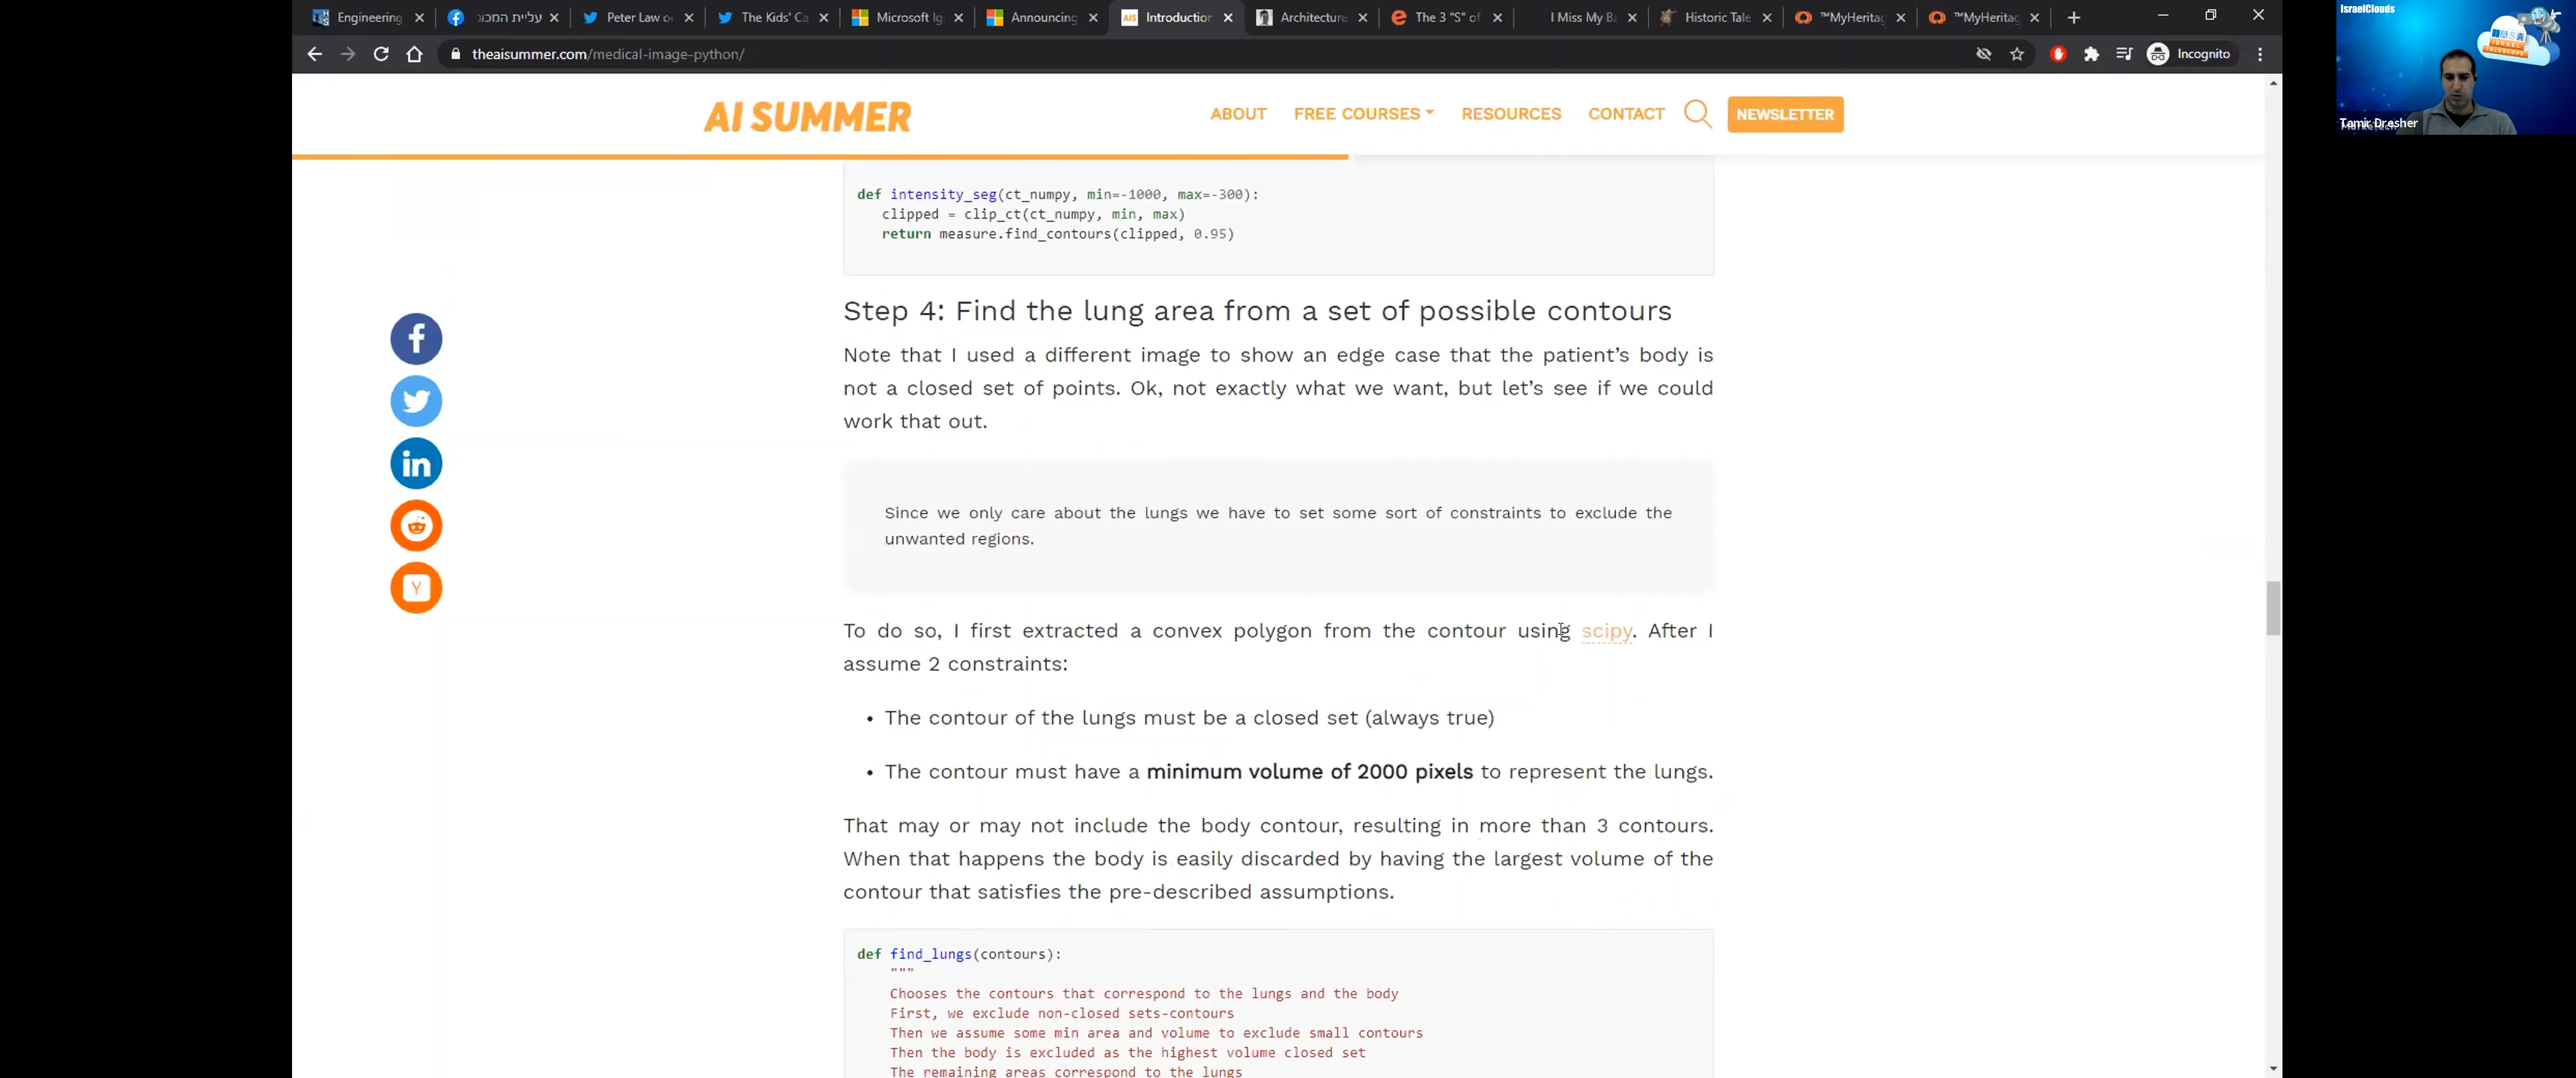 Engineering
עליית המכונ
Peter Law o
The Kids' Ca
Microsoft Ig
Announcing
Introduction
Architecture
The 3 "S" of
I Miss My Ba
Historic Tale
™MyHeritag
™MyHeritag
theaisummer.com/medical-image-python/
Incognito
IsraelClouds
ISRAEL
Tamir Dresher
AI SUMMER
ABOUT
FREE COURSES
RESOURCES
CONTACT
NEWSLETTER
def intensity_seg(ct_numpy, min=-1000, max=-300):
clipped = clip_ct(ct_numpy, min, max)
return measure.find_contours(clipped, 0.95)
Step 4: Find the lung area from a set of possible contours
Note that I used a different image to show an edge case that the patient’s body is
not a closed set of points. Ok, not exactly what we want, but let’s see if we could
work that out.
Since we only care about the lungs we have to set some sort of constraints to exclude the
unwanted regions.
To do so, I first extracted a convex polygon from the contour using scipy. After I
assume 2 constraints:
• The contour of the lungs must be a closed set (always true)
• The contour must have a minimum volume of 2000 pixels to represent the lungs.
That may or may not include the body contour, resulting in more than 3 contours.
When that happens the body is easily discarded by having the largest volume of the
contour that satisfies the pre-described assumptions.
def find_lungs(contours):
"""
Chooses the contours that correspond to the lungs and the body
First, we exclude non-closed sets-contours
Then we assume some min area and volume to exclude small contours
Then the body is excluded as the highest volume closed set
The remaining areas correspond to the lungs